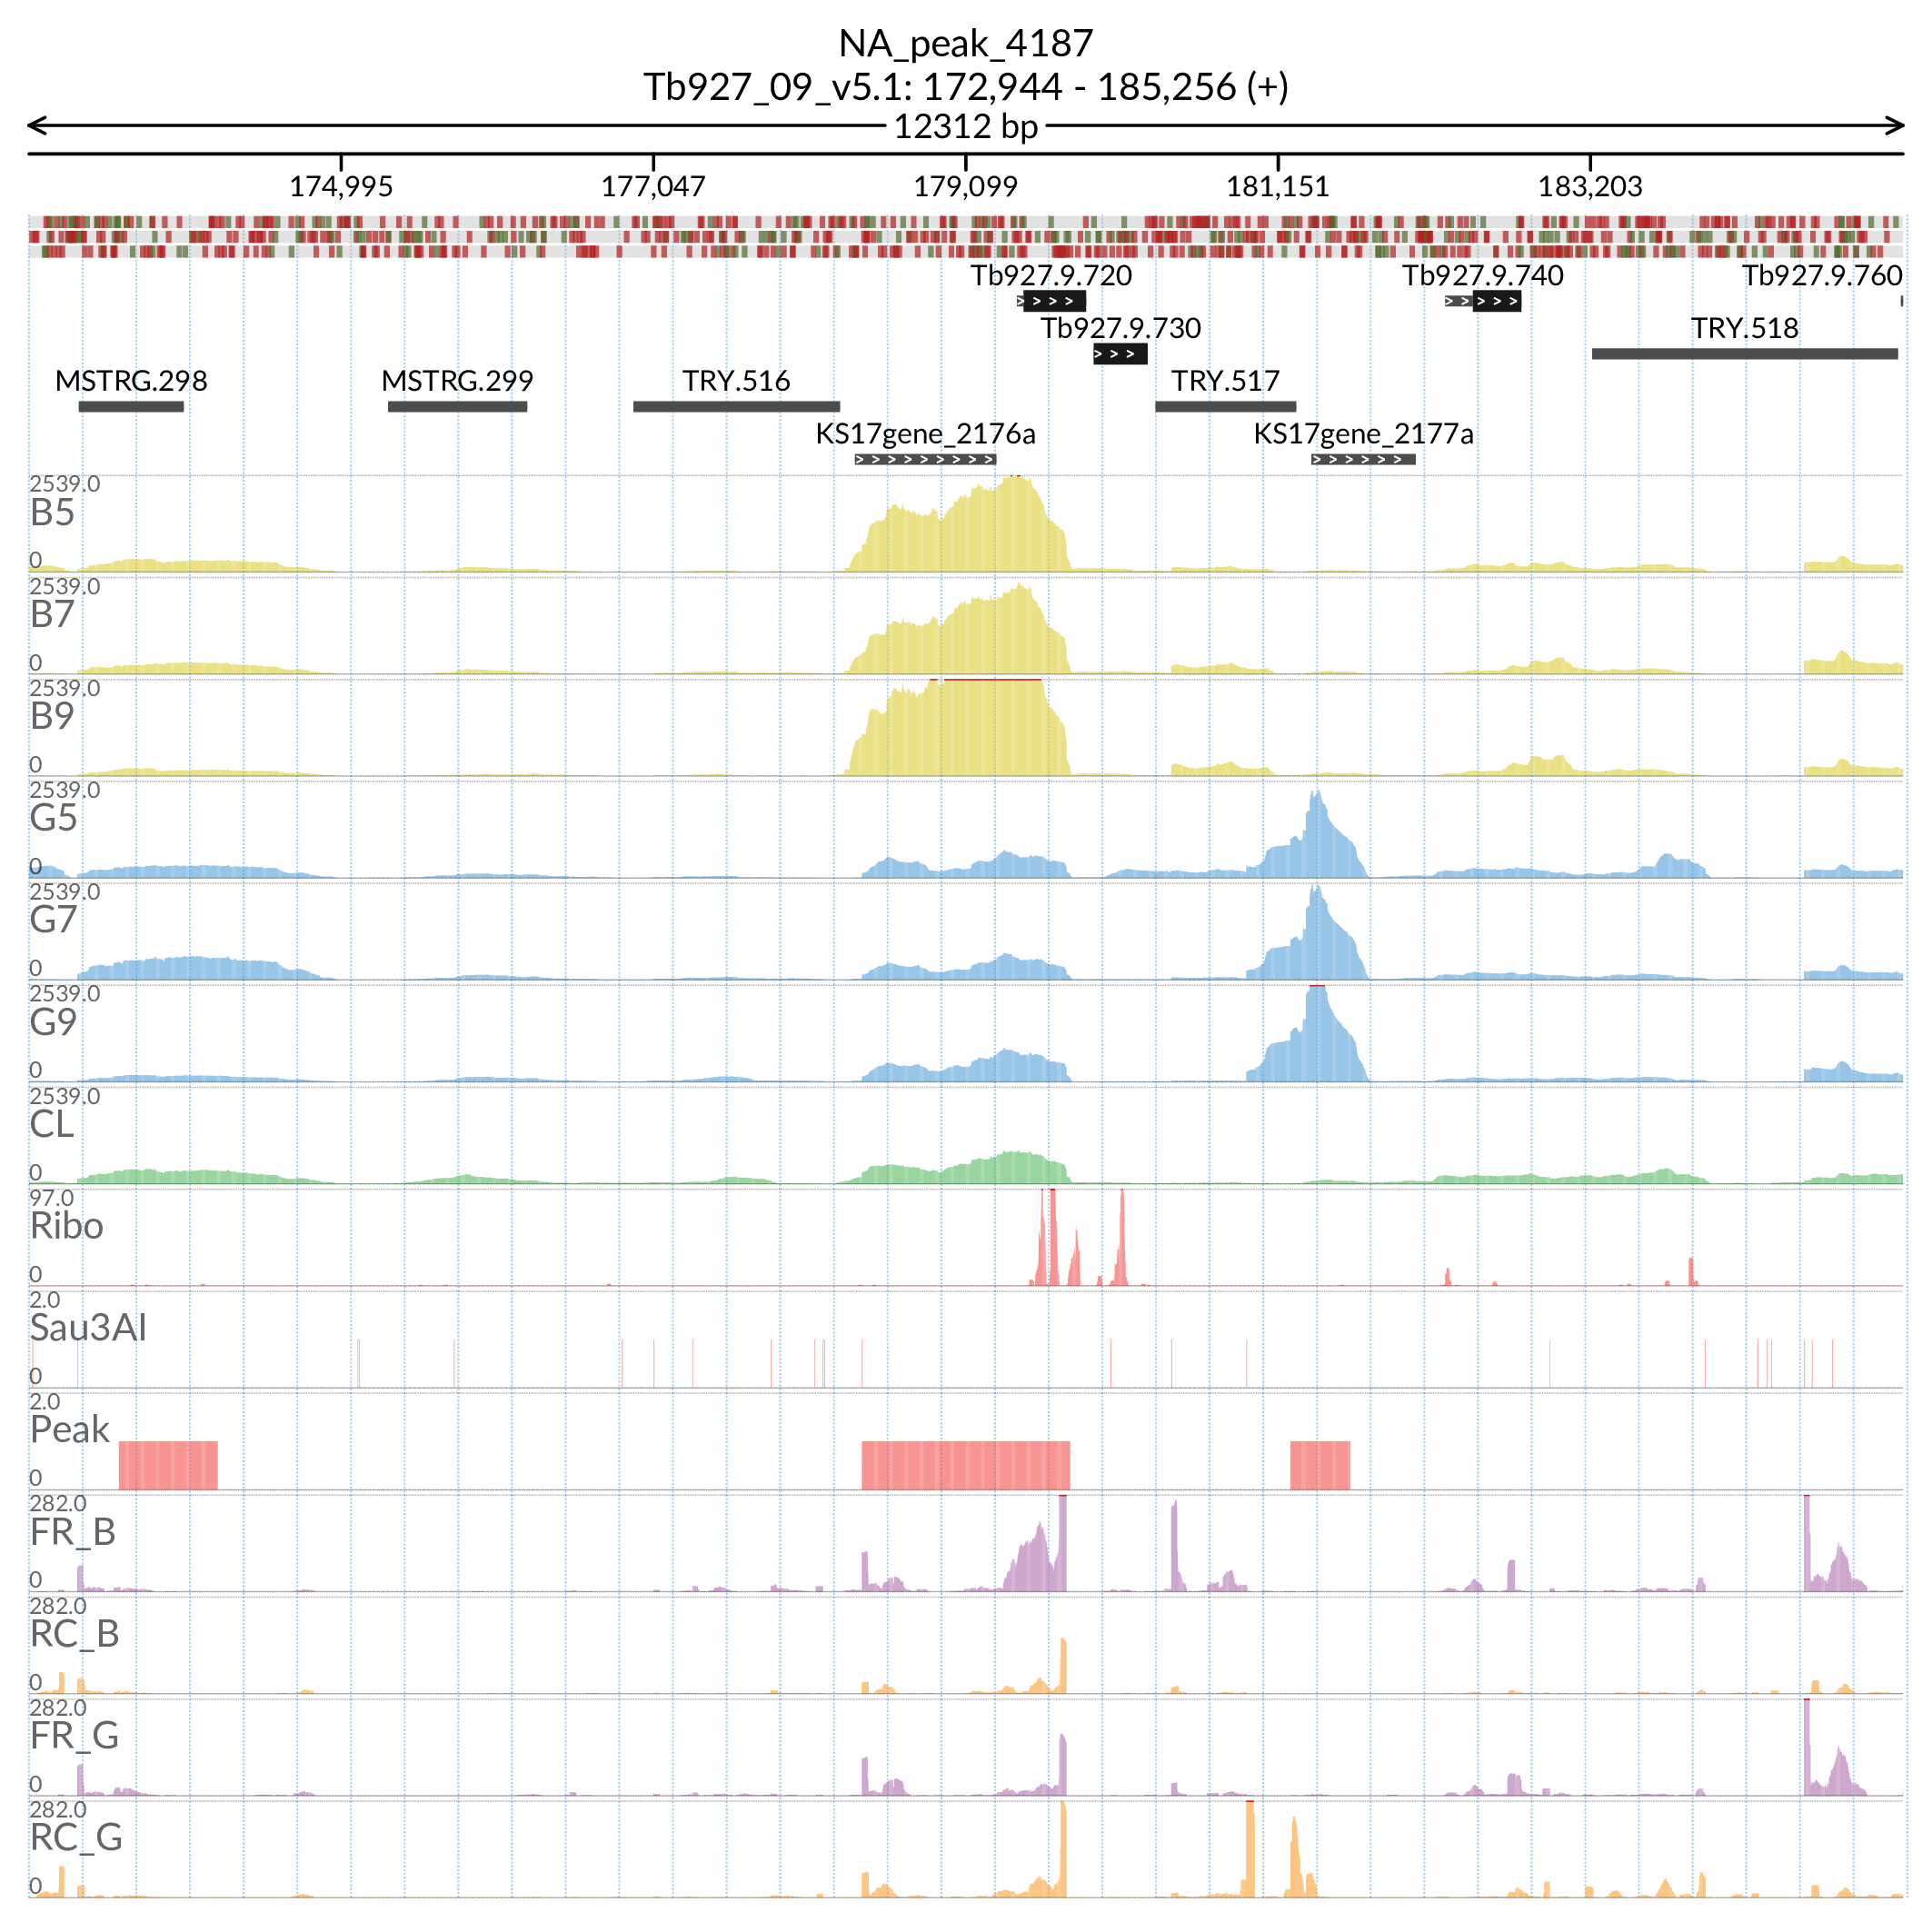 NA_peak_4187
Tb927_09_v5.1: 172,944 - 185,256 (+)
12312 bp
174,995 177,047 179,099 181,151 183,203
Tb927.9.720 Tb927.9.740 Tb927.9.760
Tb927.9.730 TRY.518
MSTRG.298 MSTRG.299 TRY.516 TRY.517
KS17gene_2176a KS17gene_2177a
2539.0
B5
0
2539.0
B7
0
2539.0
B9
0
2539.0
G5
0
2539.0
G7
0
2539.0
G9
0
2539.0
CL
0
97.0
Ribo
0
2.0
Sau3AI
0
2.0
Peak
0
282.0
FR_B
0
282.0
RC_B
0
282.0
FR_G
0
282.0
RC_G
0